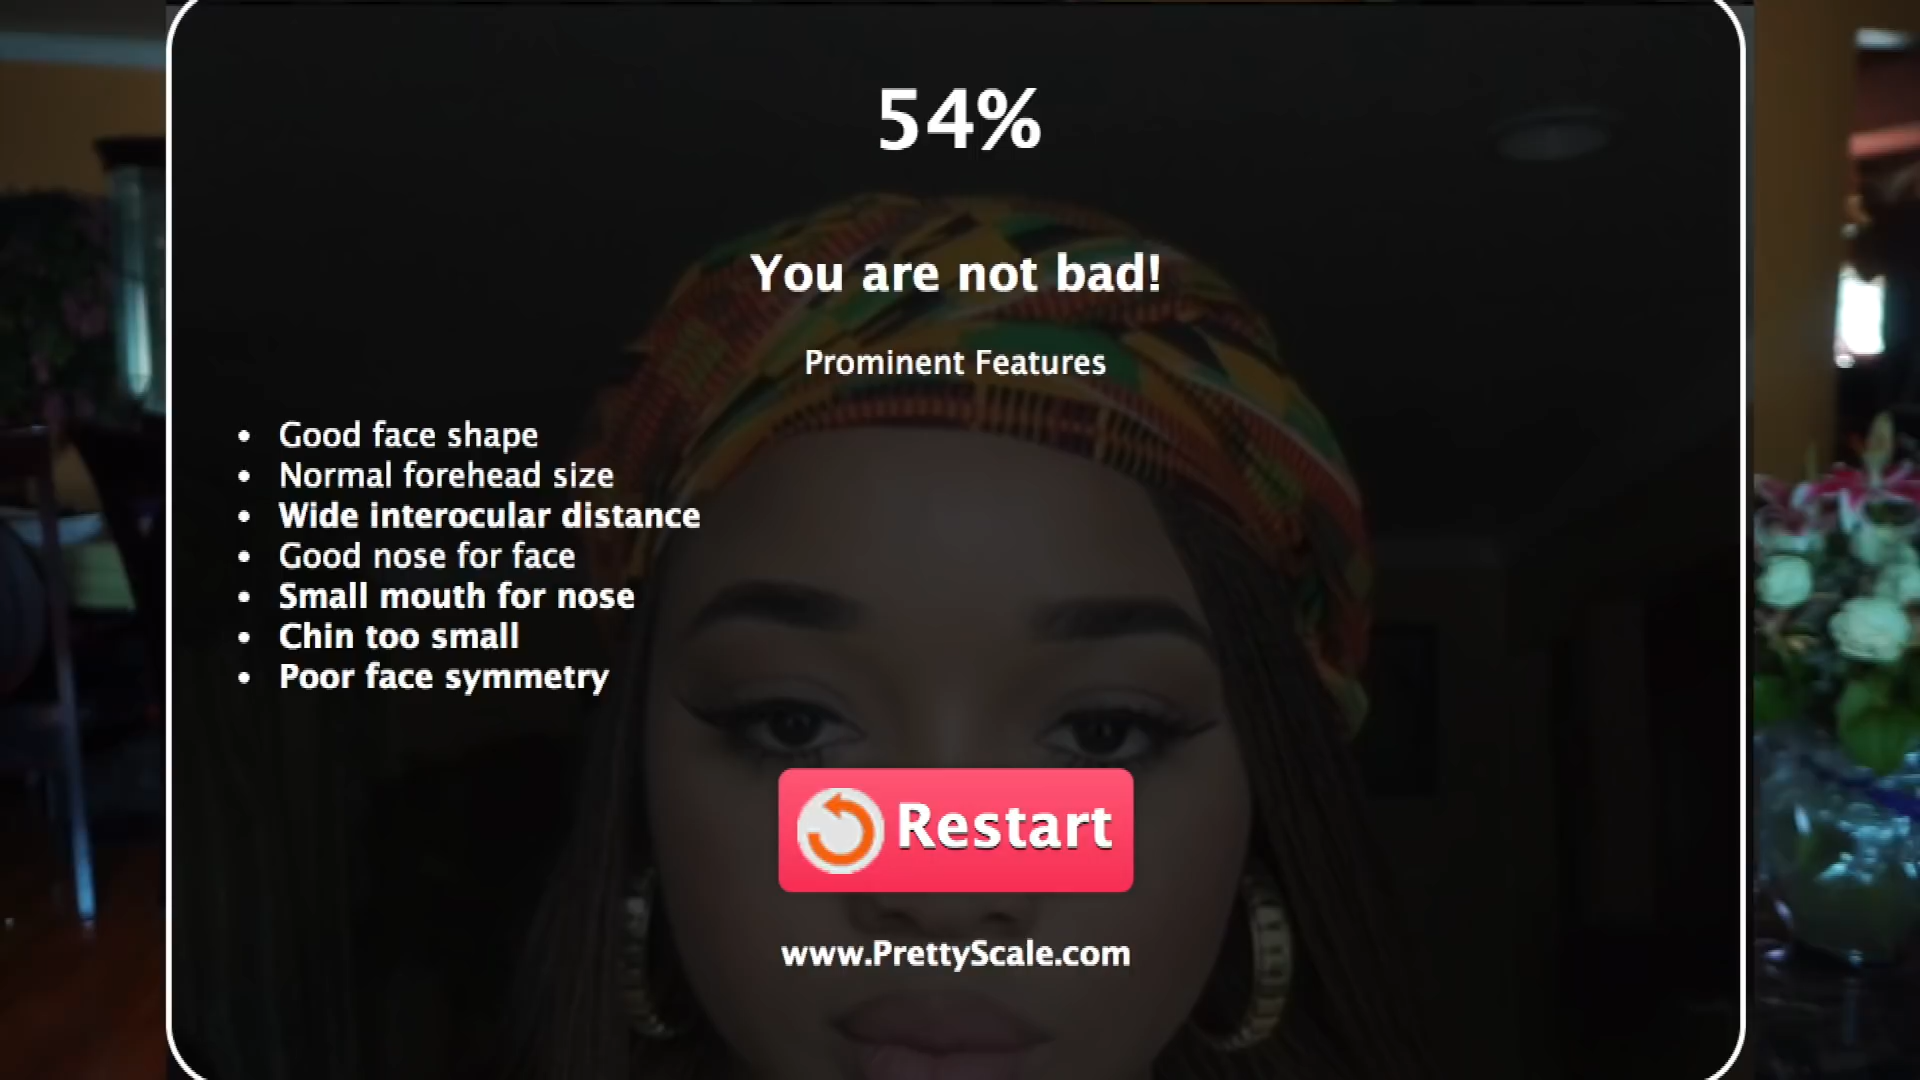 54%
You are not bad!
Prominent Features
• Good face shape
• Normal forehead size
• Wide interocular distance
• Good nose for face
• Small mouth for nose
• Chin too small
• Poor face symmetry
Restart
www.PrettyScale.com